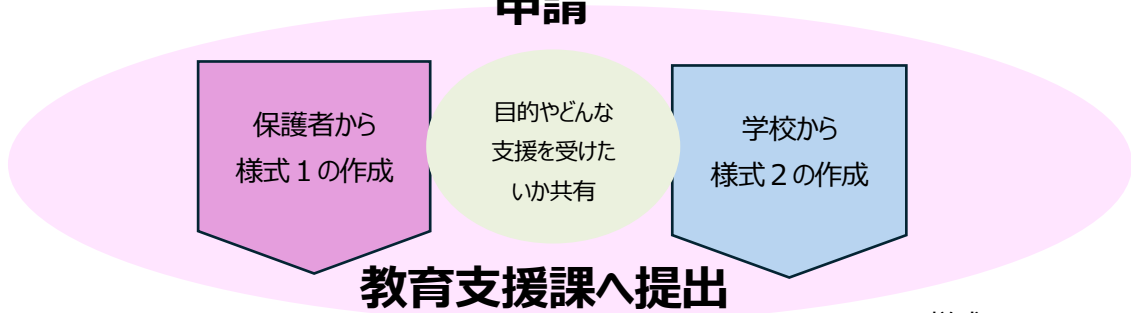 申請
保護者から
様式１の作成
目的やどんな
支援を受けた
いか共有
学校から
様式２の作成
教育支援課へ提出